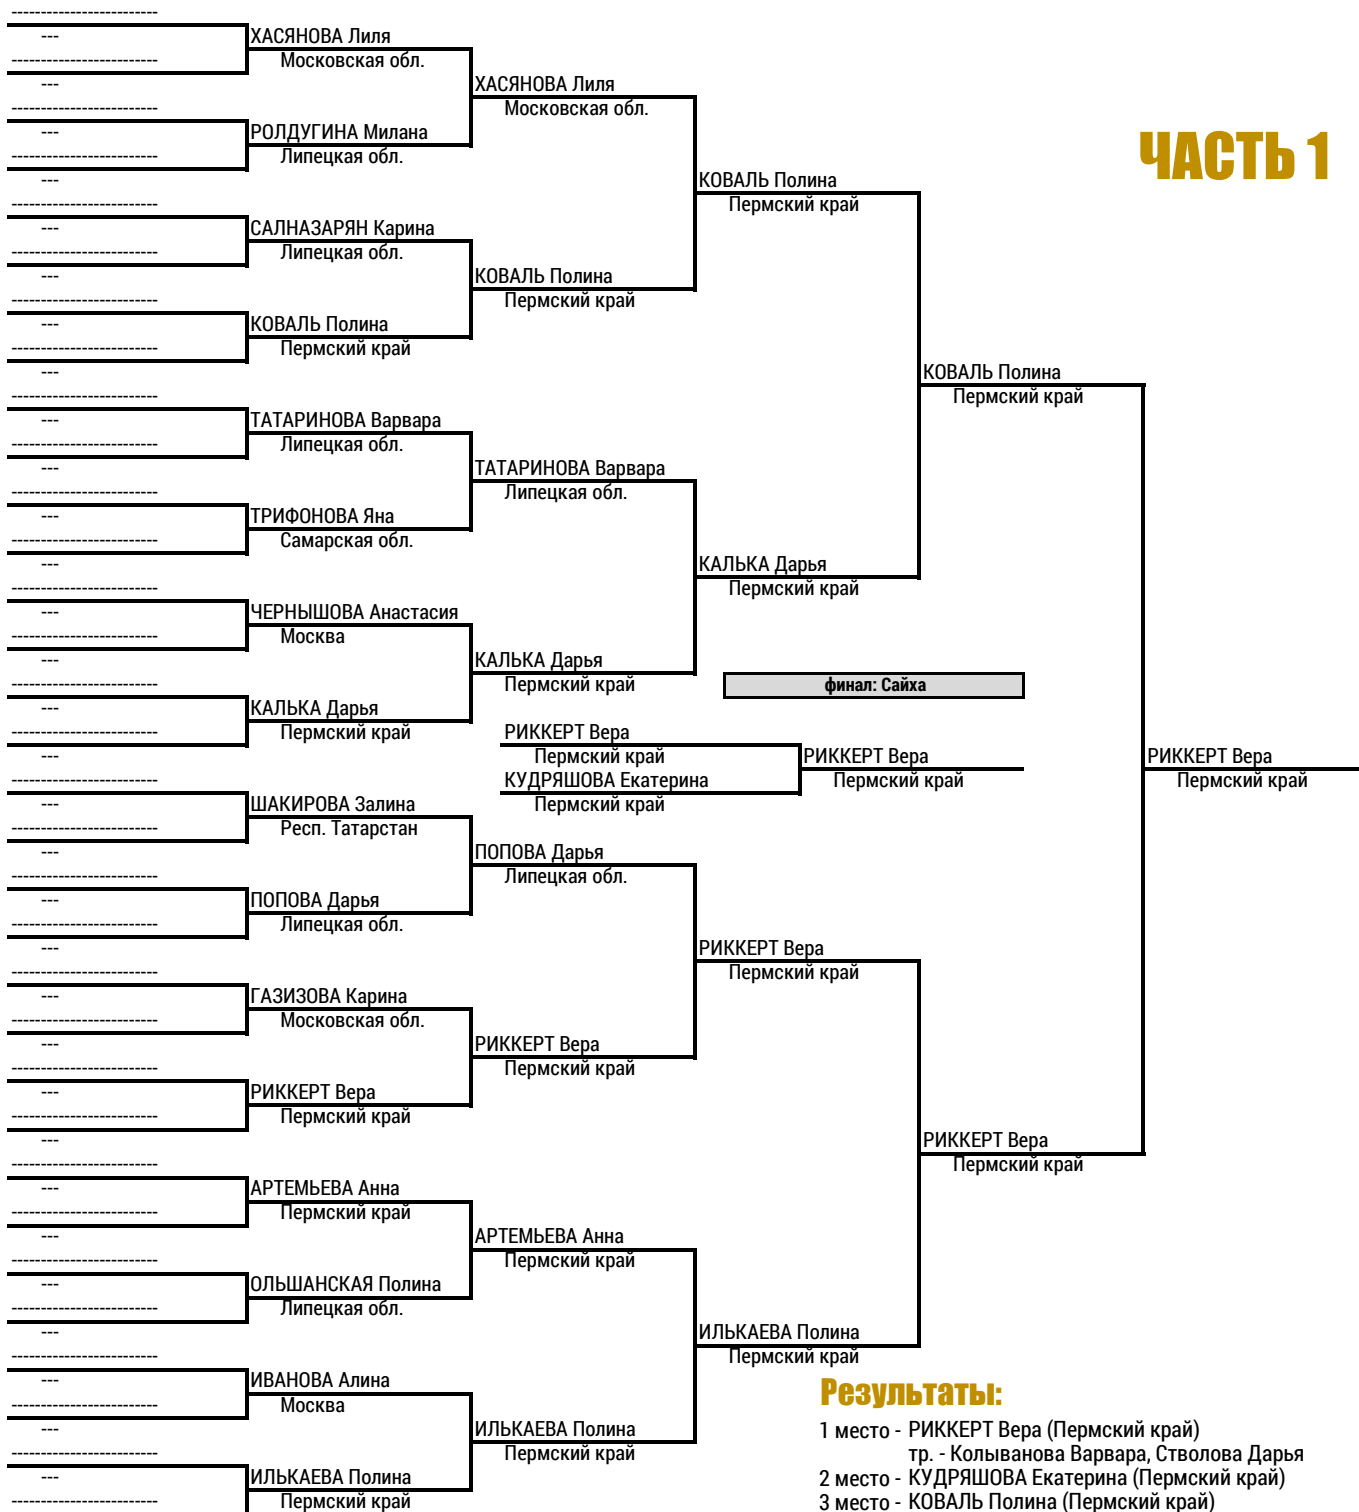 -------------------------
---
ХАСЯНОВА Лиля
-------------------------
Московская обл.
---
ХАСЯНОВА Лиля
-------------------------
Московская обл.
---
РОЛДУГИНА Милана
ЧАСТЬ 1
-------------------------
Липецкая обл.
---
КОВАЛЬ Полина
-------------------------
Пермский край
---
САЛНАЗАРЯН Карина
-------------------------
Липецкая обл.
---
КОВАЛЬ Полина
-------------------------
Пермский край
---
КОВАЛЬ Полина
-------------------------
Пермский край
---
КОВАЛЬ Полина
-------------------------
Пермский край
---
ТАТАРИНОВА Варвара
-------------------------
Липецкая обл.
---
ТАТАРИНОВА Варвара
-------------------------
Липецкая обл.
---
ТРИФОНОВА Яна
-------------------------
Самарская обл.
---
КАЛЬКА Дарья
-------------------------
Пермский край
---
ЧЕРНЫШОВА Анастасия
-------------------------
Москва
---
КАЛЬКА Дарья
-------------------------
Пермский край
финал: Сайха
---
КАЛЬКА Дарья
-------------------------
Пермский край
РИККЕРТ Вера
---
Пермский край
РИККЕРТ Вера
РИККЕРТ Вера
-------------------------
КУДРЯШОВА Екатерина
Пермский край
Пермский край
---
ШАКИРОВА Залина
Пермский край
-------------------------
Респ. Татарстан
---
ПОПОВА Дарья
-------------------------
Липецкая обл.
---
ПОПОВА Дарья
-------------------------
Липецкая обл.
---
РИККЕРТ Вера
-------------------------
Пермский край
---
ГАЗИЗОВА Карина
-------------------------
Московская обл.
---
РИККЕРТ Вера
-------------------------
Пермский край
---
РИККЕРТ Вера
-------------------------
Пермский край
---
РИККЕРТ Вера
-------------------------
Пермский край
---
АРТЕМЬЕВА Анна
-------------------------
Пермский край
---
АРТЕМЬЕВА Анна
-------------------------
Пермский край
---
ОЛЬШАНСКАЯ Полина
-------------------------
Липецкая обл.
---
ИЛЬКАЕВА Полина
-------------------------
Пермский край
---
ИВАНОВА Алина
-------------------------
Москва
---
ИЛЬКАЕВА Полина
-------------------------
Пермский край
---
ИЛЬКАЕВА Полина
-------------------------
Пермский край
Результаты:
1 место - РИККЕРТ Вера (Пермский край)
тр. - Колыванова Варвара, Стволова Дарья
2 место - КУДРЯШОВА Екатерина (Пермский край)
3 место - КОВАЛЬ Полина (Пермский край)